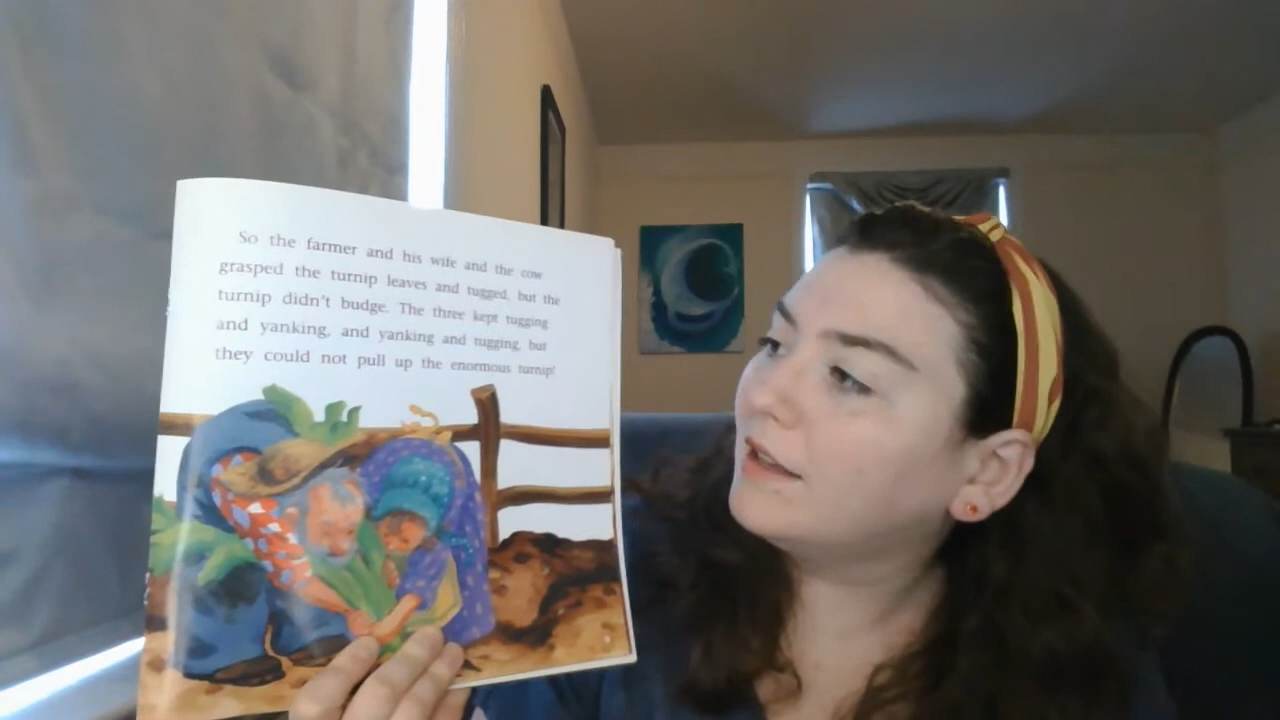 So the farmer and his wife and the cow
grasped the turnip leaves and tugged, but the
turnip didn't budge. The three kept tugging
and yanking, and yanking and tugging, but
they could not pull up the enormous turnip!